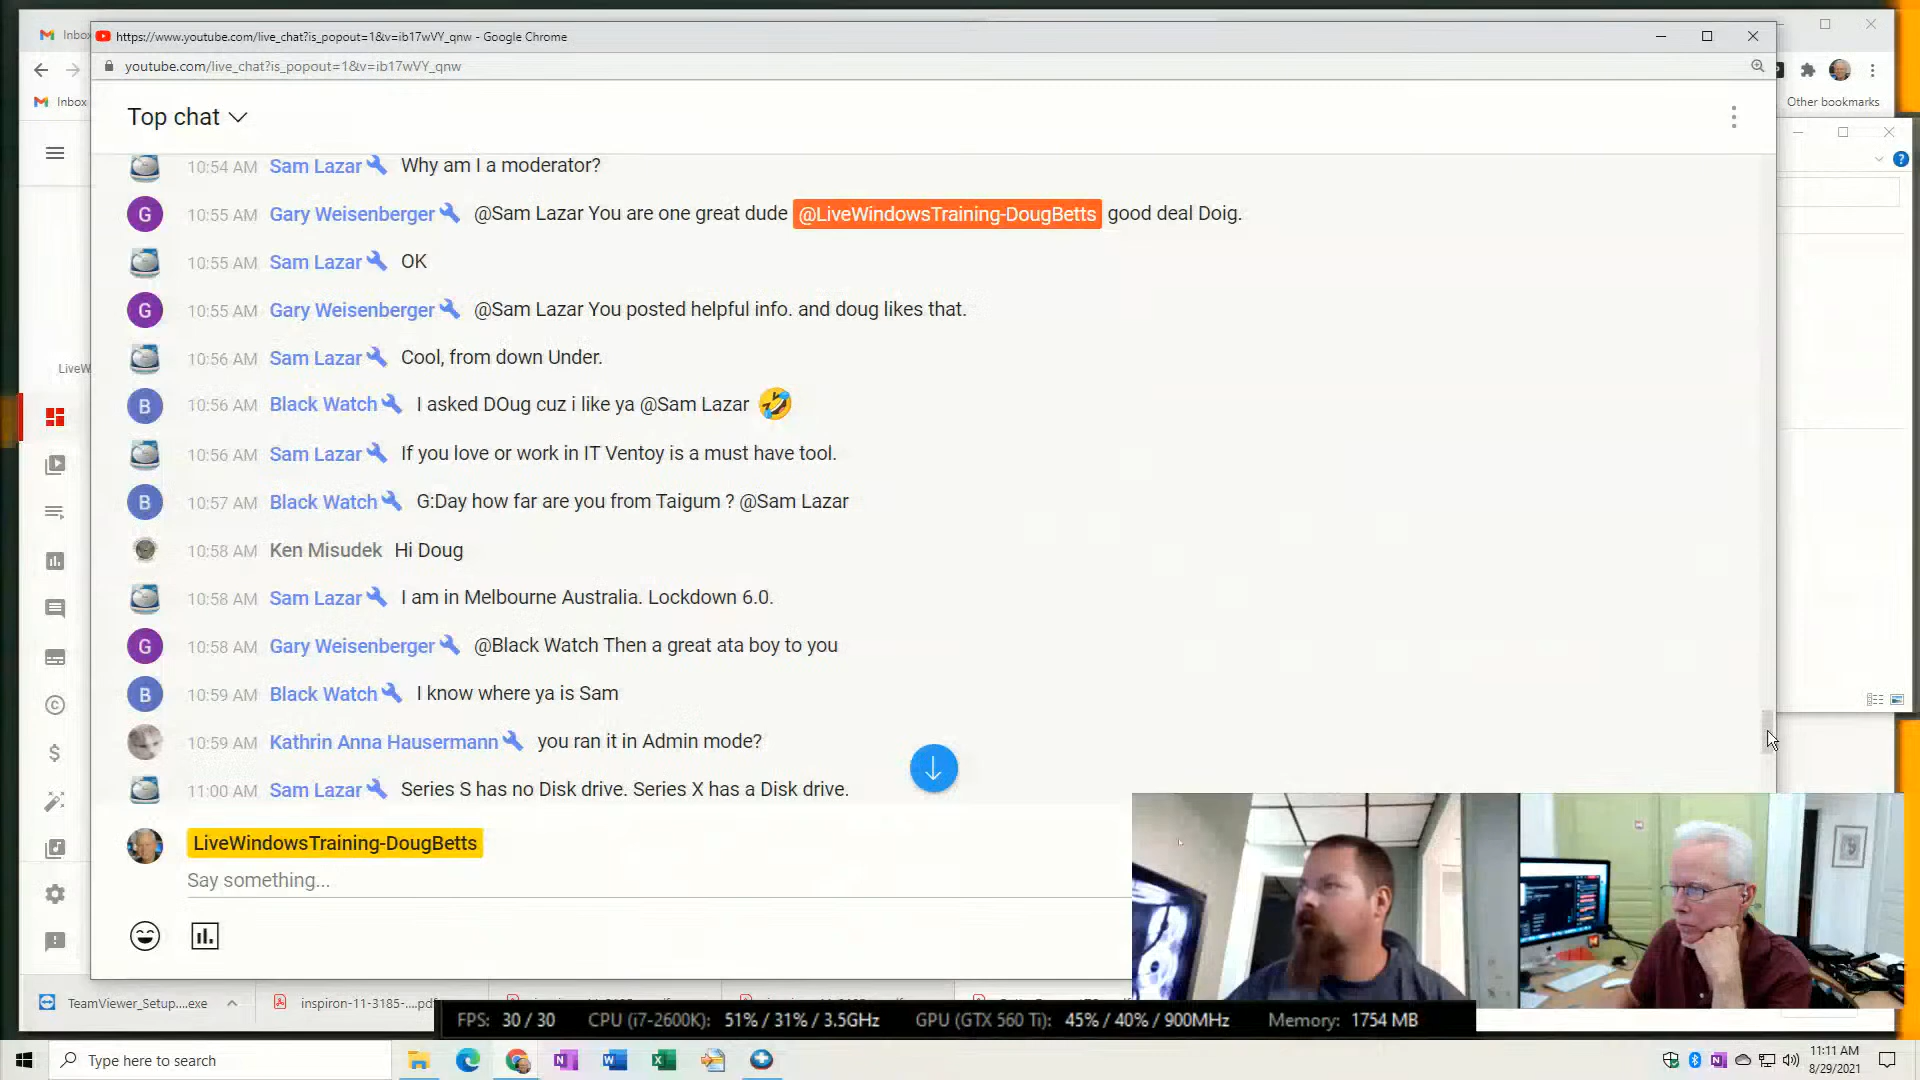 Inbo
https://www.youtube.com/live_chat?is_popout=1&v=ib17wVY_qnw - Google Chrome
youtube.com/live_chat?is_popout=1&v=ib17wVY_qnw
Inbox
Other bookmarks
Top chat
10:54 AM Sam Lazar Why am I a moderator?
G 10:55 AM Gary Weisenberger @Sam Lazar You are one great dude @LiveWindowsTraining-DougBetts good deal Doig.
10:55 AM Sam Lazar OK
G 10:55 AM Gary Weisenberger @Sam Lazar You posted helpful info. and doug likes that.
10:56 AM Sam Lazar Cool, from down Under.
LiveW
B 10:56 AM Black Watch I asked DOug cuz i like ya @Sam Lazar 🤣
10:56 AM Sam Lazar If you love or work in IT Ventoy is a must have tool.
B 10:57 AM Black Watch G:Day how far are you from Taigum ? @Sam Lazar
10:58 AM Ken Misudek Hi Doug
10:58 AM Sam Lazar I am in Melbourne Australia. Lockdown 6.0.
G 10:58 AM Gary Weisenberger @Black Watch Then a great ata boy to you
B 10:59 AM Black Watch I know where ya is Sam
10:59 AM Kathrin Anna Hausermann you ran it in Admin mode?
11:00 AM Sam Lazar Series S has no Disk drive. Series X has a Disk drive.
LiveWindowsTraining-DougBetts
Say something...
TeamViewer_Setup....exe
inspiron-11-3185-....pdf
FPS: 30 / 30 CPU (i7-2600K): 51% / 31% / 3.5GHz GPU (GTX 560 Ti): 45% / 40% / 900MHz Memory: 1754 MB
Type here to search
11:11 AM
8/29/2021